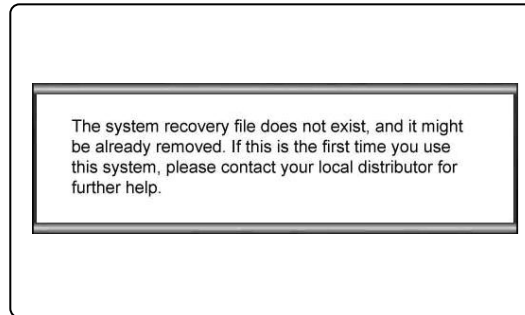 The system recovery file does not exist, and it might
be already removed. If this is the first time you use
this system, please contact your local distributor for
further help.